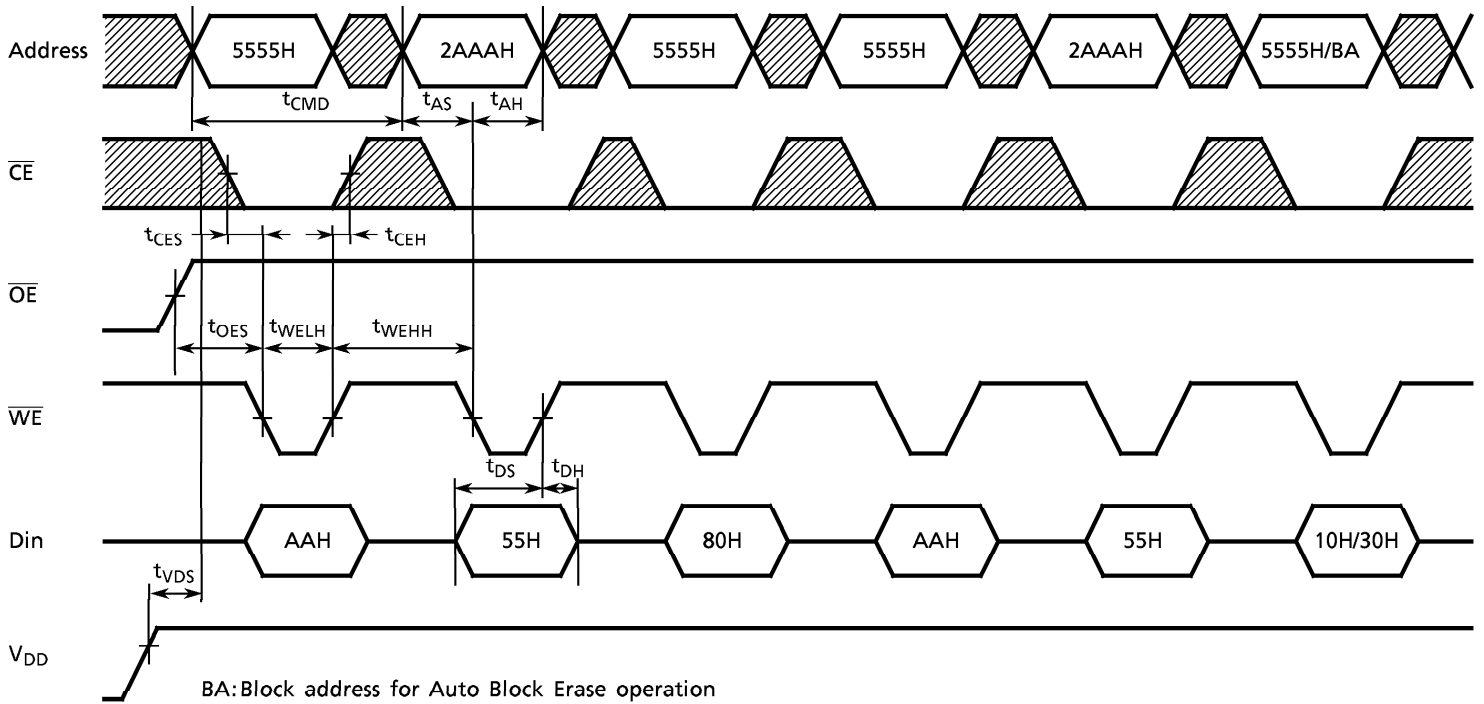 Address 5555H 2AAAH 5555H 5555H 2AAAH 5555H/BA
tCMD tAS tAH
CE
tCES tCEH
OE
tOES tWELH tWEHH
WE
tDS tDH
Din AAH 55H 80H AAH 55H 10H/30H
tVDS
VDD
BA: Block address for Auto Block Erase operation